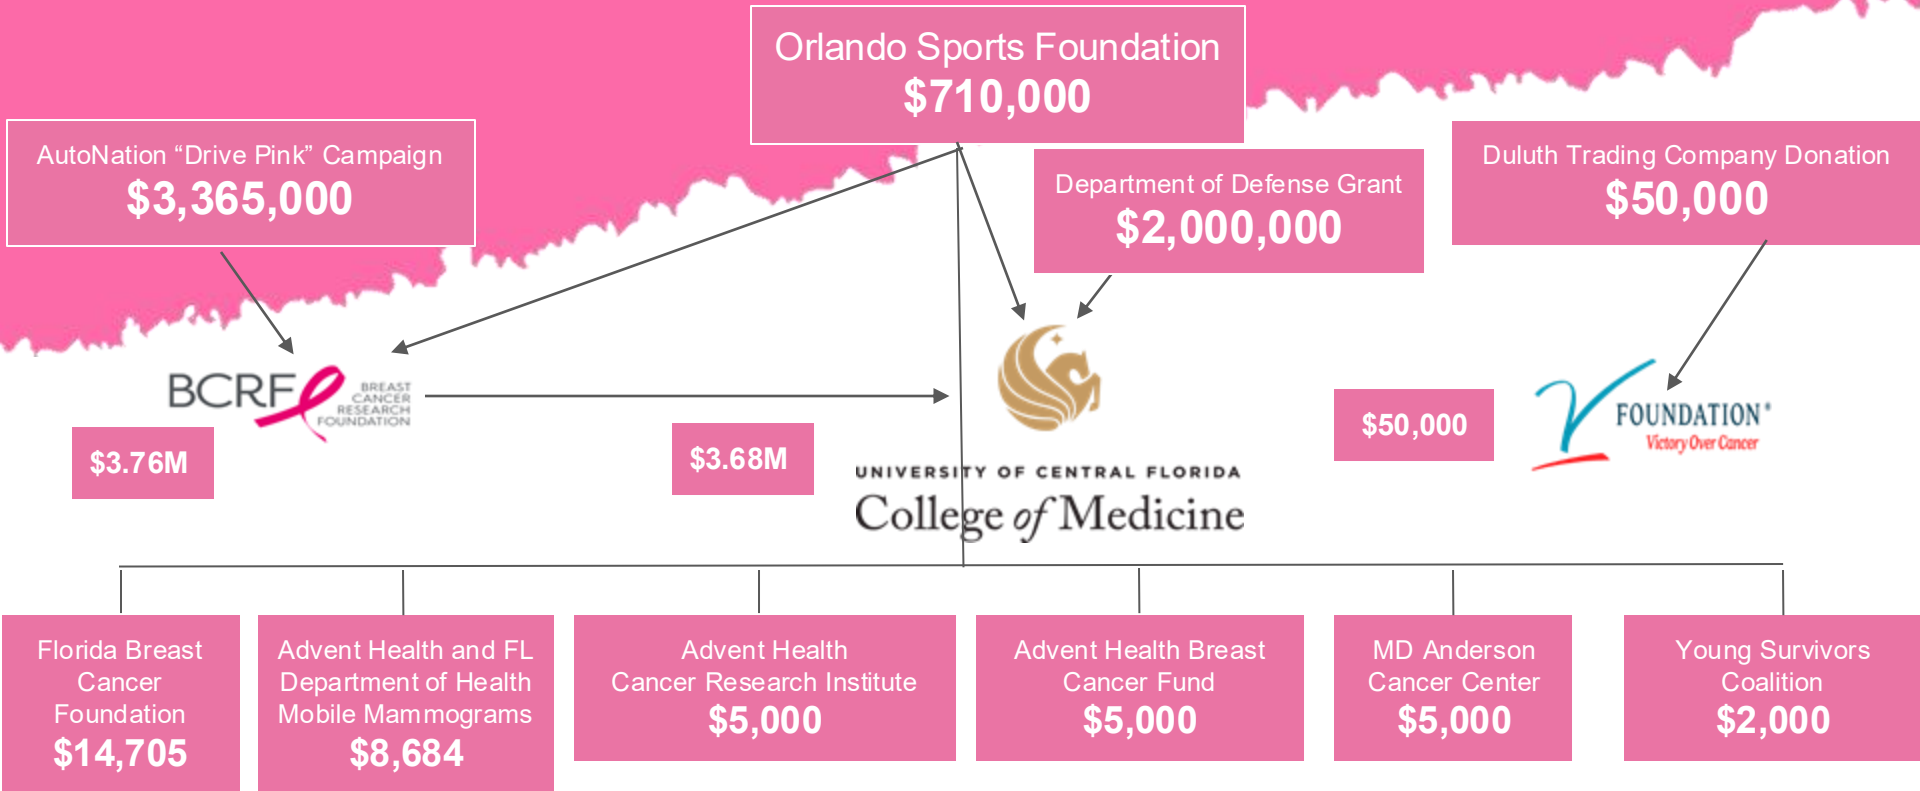 Orlando Sports Foundation
$710,000
AutoNation “Drive Pink” Campaign
$3,365,000
Department of Defense Grant
$2,000,000
Duluth Trading Company Donation
$50,000
BCRF
BREAST
CANCER
RESEARCH
FOUNDATION
$3.76M
$3.68M
UNIVERSITY OF CENTRAL FLORIDA
College of Medicine
$50,000
V
FOUNDATION®
Victory Over Cancer
Florida Breast
Cancer
Foundation
$14,705
Advent Health and FL
Department of Health
Mobile Mammograms
$8,684
Advent Health
Cancer Research Institute
$5,000
Advent Health Breast
Cancer Fund
$5,000
MD Anderson
Cancer Center
$5,000
Young Survivors
Coalition
$2,000